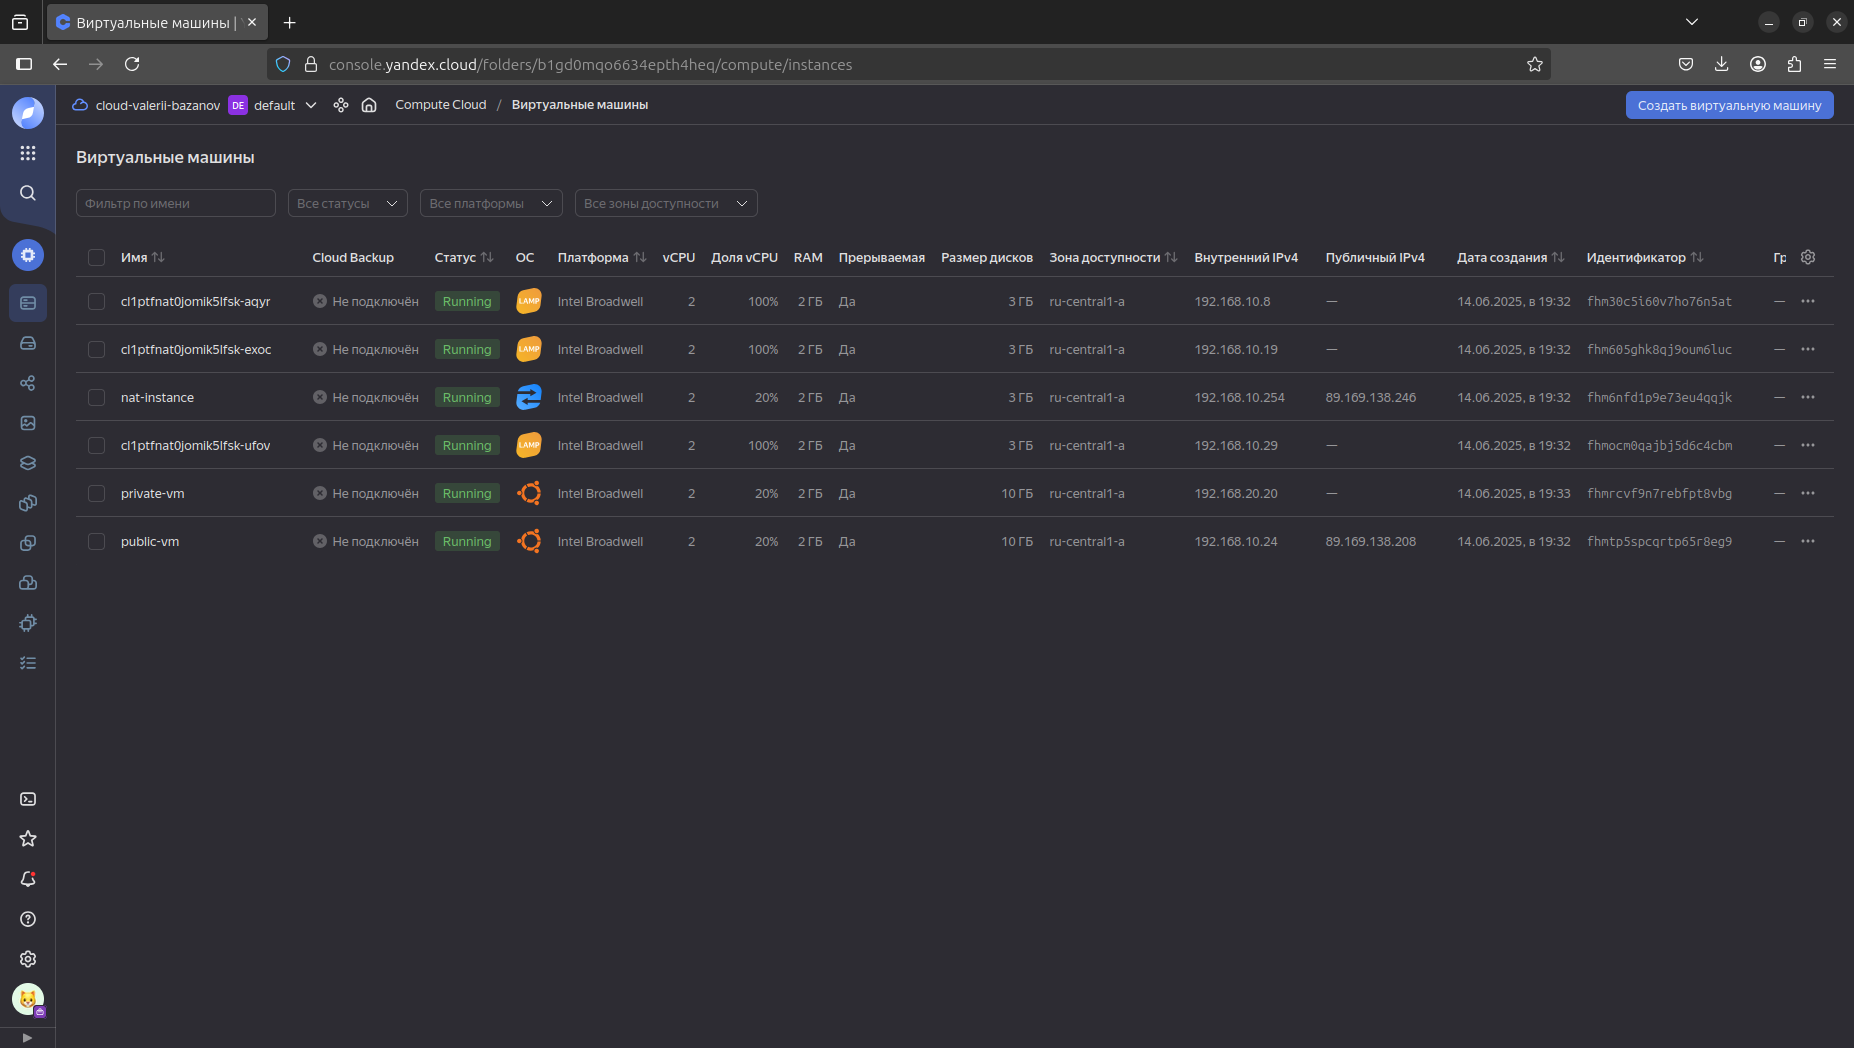 Виртуальные машины |
console.yandex.cloud/folders/b1gd0mqo6634epth4heq/compute/instances
cloud-valerii-bazanov DE default Compute Cloud / Виртуальные машины Создать виртуальную машину
Виртуальные машины
Фильтр по имени Все статусы Все платформы Все зоны доступности
Имя Cloud Backup Статус ОС Платформа vCPU Доля vCPU RAM Прерываемая Размер дисков Зона доступности Внутренний IPv4 Публичный IPv4 Дата создания Идентификатор Гр
cl1ptfnat0jomik5lfsk-aqyr Не подключён Running LAMP Intel Broadwell 2 100% 2 ГБ Да 3 ГБ ru-central1-a 192.168.10.8 — 14.06.2025, в 19:32 fhm30c5i60v7ho76n5at —
cl1ptfnat0jomik5lfsk-exoc Не подключён Running LAMP Intel Broadwell 2 100% 2 ГБ Да 3 ГБ ru-central1-a 192.168.10.19 — 14.06.2025, в 19:32 fhm605ghk8qj9oum6luc —
nat-instance Не подключён Running Intel Broadwell 2 20% 2 ГБ Да 3 ГБ ru-central1-a 192.168.10.254 89.169.138.246 14.06.2025, в 19:32 fhm6nfd1p9e73eu4qqjk —
cl1ptfnat0jomik5lfsk-ufov Не подключён Running LAMP Intel Broadwell 2 100% 2 ГБ Да 3 ГБ ru-central1-a 192.168.10.29 — 14.06.2025, в 19:32 fhmocm0qajbj5d6c4cbm —
private-vm Не подключён Running Intel Broadwell 2 20% 2 ГБ Да 10 ГБ ru-central1-a 192.168.20.20 — 14.06.2025, в 19:33 fhmrcvf9n7rebfpt8vbg —
public-vm Не подключён Running Intel Broadwell 2 20% 2 ГБ Да 10 ГБ ru-central1-a 192.168.10.24 89.169.138.208 14.06.2025, в 19:32 fhmtp5spcqrtp65r8eg9 —